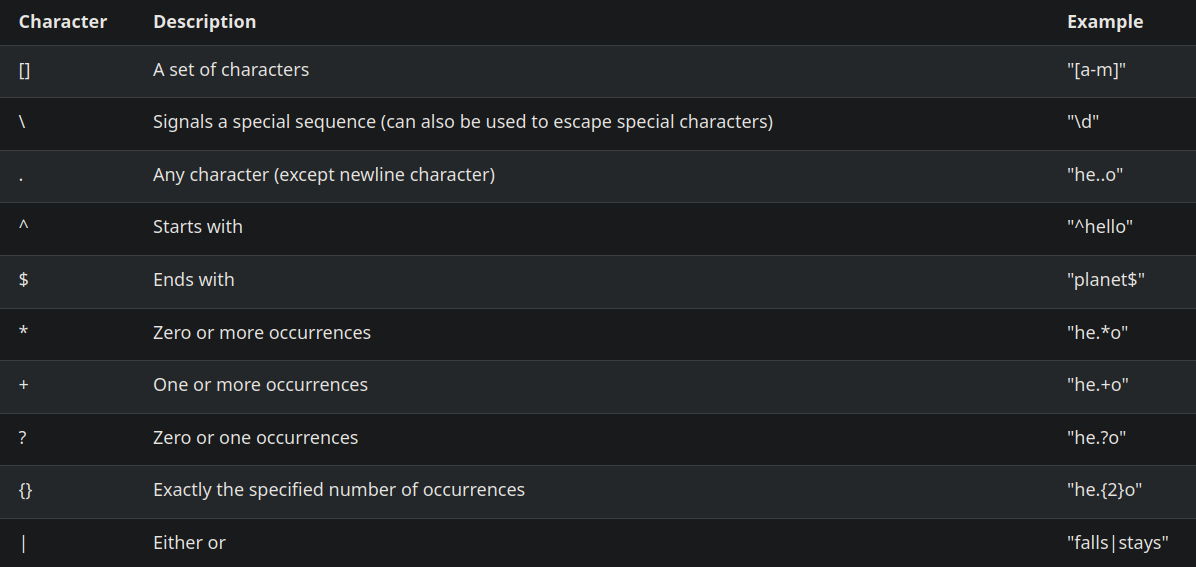 Character Description Example
[] A set of characters "[a-m]"
\ Signals a special sequence (can also be used to escape special characters) "\d"
. Any character (except newline character) "he..o"
^ Starts with "^hello"
$ Ends with "planet$"
* Zero or more occurrences "he.*o"
+ One or more occurrences "he.+o"
? Zero or one occurrences "he.?o"
{} Exactly the specified number of occurrences "he.{2}o"
| Either or "falls|stays"